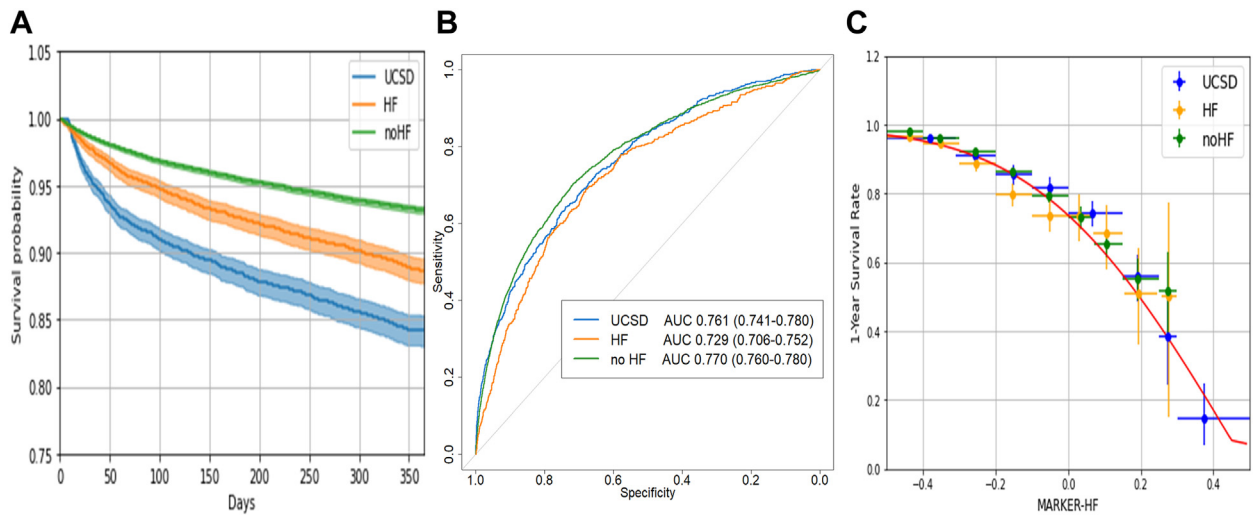 A
1.05
1.00
0.95
0.90
0.85
0.80
0.75
Survival probability
0 50 100 150 200 250 300 350
Days
UCSD
HF
noHF
B
1.0
0.8
0.6
0.4
0.2
0.0
Sensitivity
1.0 0.8 0.6 0.4 0.2 0.0
Specificity
UCSD AUC 0.761 (0.741-0.780)
HF AUC 0.729 (0.706-0.752)
no HF AUC 0.770 (0.760-0.780)
C
1.2
1.0
0.8
0.6
0.4
0.2
0.0
1-Year Survival Rate
−0.4 −0.2 0.0 0.2 0.4
MARKER-HF
UCSD
HF
noHF